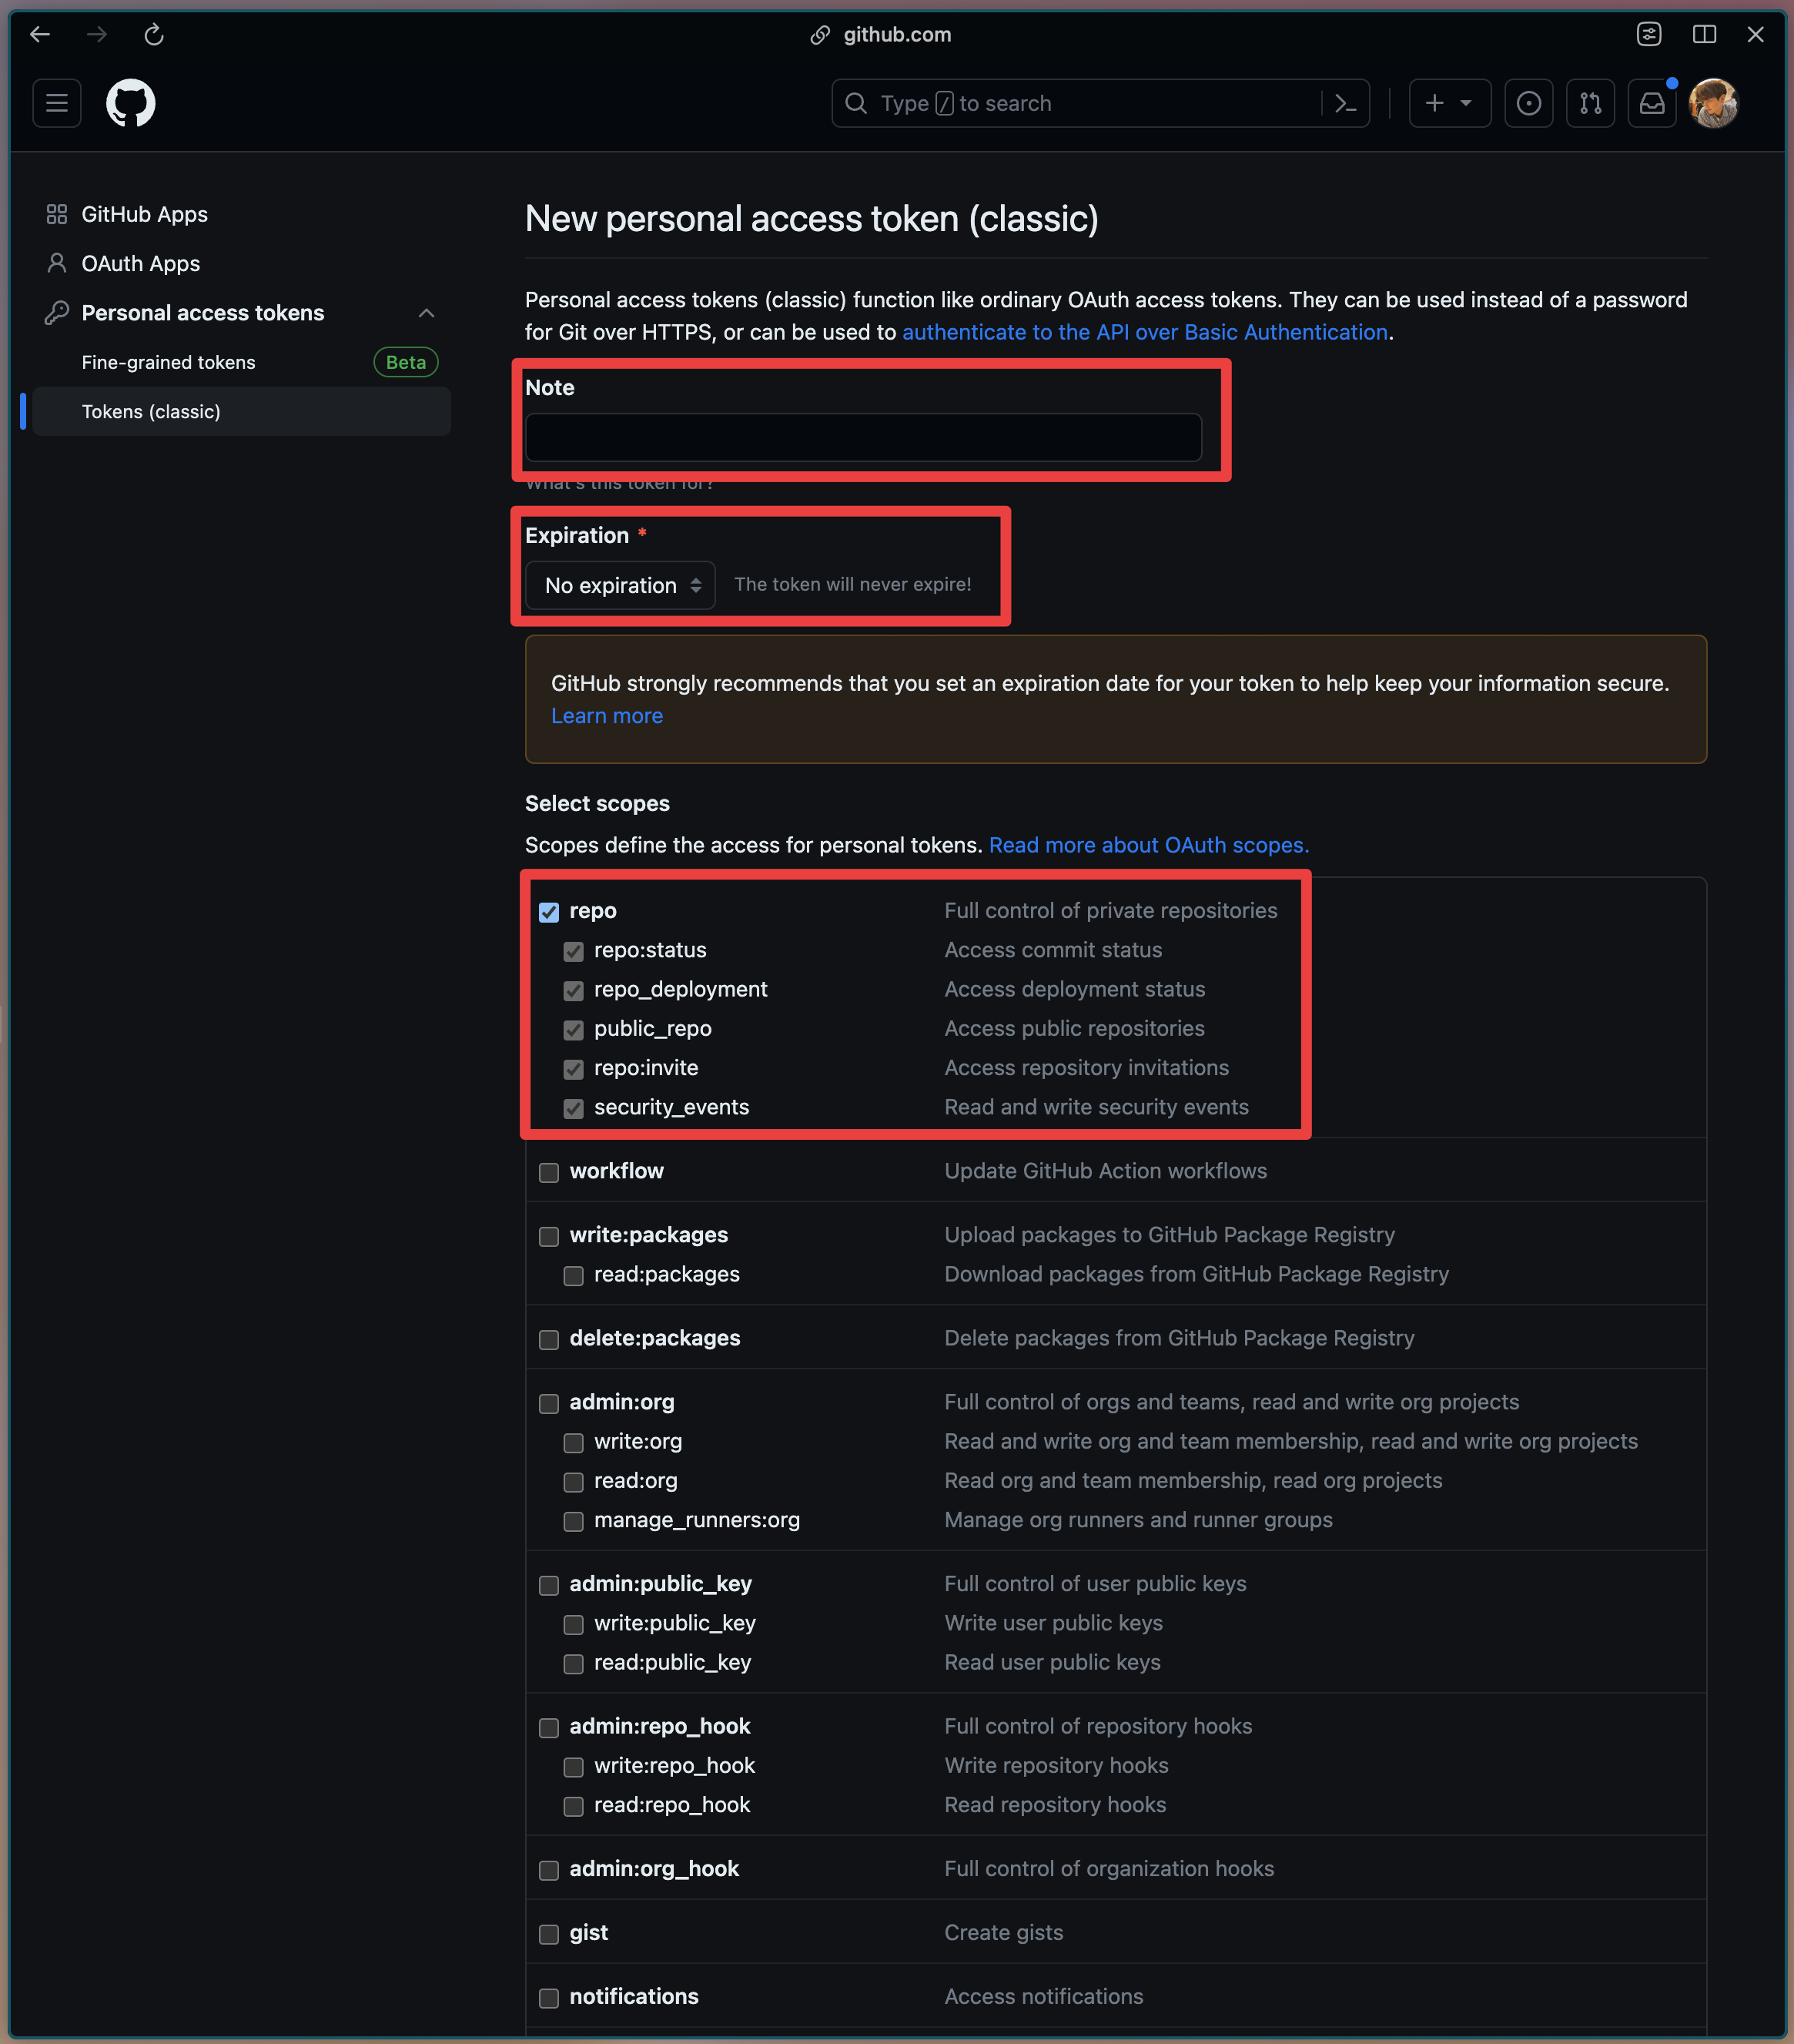 github.com
Type / to search
GitHub Apps
OAuth Apps
Personal access tokens
Fine-grained tokens Beta
Tokens (classic)
New personal access token (classic)
Personal access tokens (classic) function like ordinary OAuth access tokens. They can be used instead of a password
for Git over HTTPS, or can be used to authenticate to the API over Basic Authentication.
Note
What's this token for?
Expiration *
No expiration The token will never expire!
GitHub strongly recommends that you set an expiration date for your token to help keep your information secure.
Learn more
Select scopes
Scopes define the access for personal tokens. Read more about OAuth scopes.
repo Full control of private repositories
repo:status Access commit status
repo_deployment Access deployment status
public_repo Access public repositories
repo:invite Access repository invitations
security_events Read and write security events
workflow Update GitHub Action workflows
write:packages Upload packages to GitHub Package Registry
read:packages Download packages from GitHub Package Registry
delete:packages Delete packages from GitHub Package Registry
admin:org Full control of orgs and teams, read and write org projects
write:org Read and write org and team membership, read and write org projects
read:org Read org and team membership, read org projects
manage_runners:org Manage org runners and runner groups
admin:public_key Full control of user public keys
write:public_key Write user public keys
read:public_key Read user public keys
admin:repo_hook Full control of repository hooks
write:repo_hook Write repository hooks
read:repo_hook Read repository hooks
admin:org_hook Full control of organization hooks
gist Create gists
notifications Access notifications